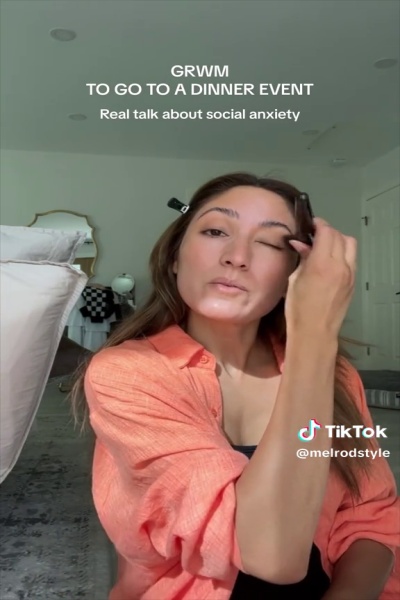 GRWM
TO GO TO A DINNER EVENT
Real talk about social anxiety
TikTok
@melrodstyle